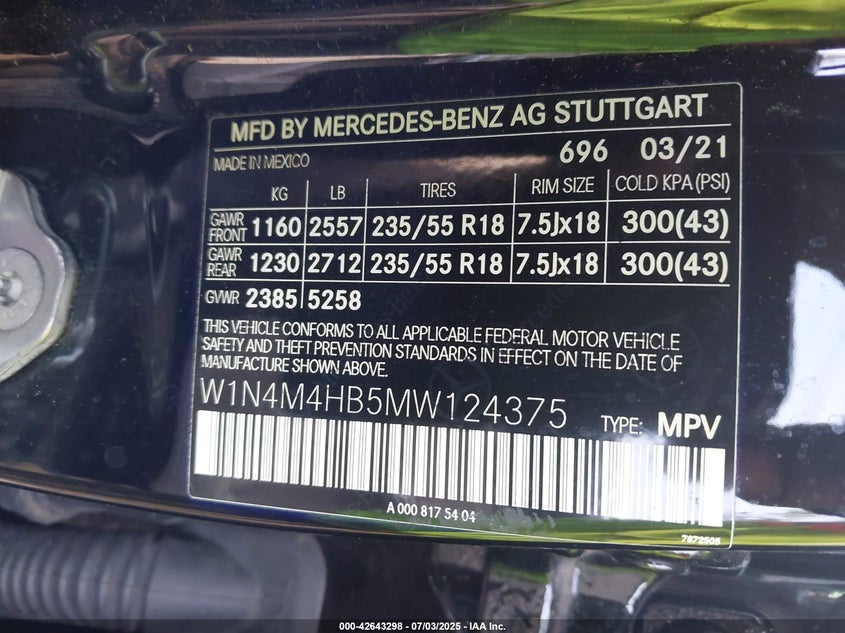 MFD BY MERCEDES-BENZ AG STUTTGART
MADE IN MEXICO 696 03/21
KG LB TIRES RIM SIZE COLD KPA (PSI)
GAWR FRONT 1160 2557 235/55 R18 7.5Jx18 300(43)
GAWR REAR 1230 2712 235/55 R18 7.5Jx18 300(43)
GVWR 2385 5258
THIS VEHICLE CONFORMS TO ALL APPLICABLE FEDERAL MOTOR VEHICLE
SAFETY AND THEFT PREVENTION STANDARDS IN EFFECT ON THE DATE OF
MANUFACTURE SHOWN ABOVE.
W1N4M4HB5MW124375 TYPE: MPV
A 000 817 54 04
7872505
000-42643298 - 07/03/2025 - IAA Inc.